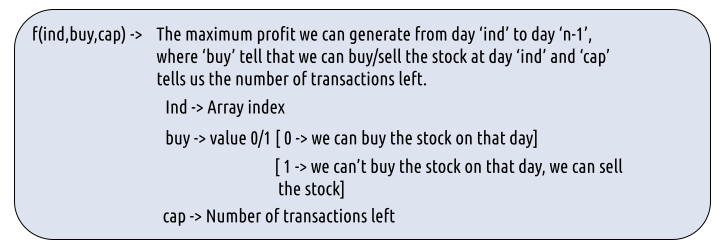 f(ind,buy,cap) -> The maximum profit we can generate from day ‘ind’ to day ‘n-1’,
where ‘buy’ tell that we can buy/sell the stock at day ‘ind’ and ‘cap’
tells us the number of transactions left.
Ind -> Array index
buy -> value 0/1 [ 0 -> we can buy the stock on that day]
[ 1 -> we can’t buy the stock on that day, we can sell
the stock]
cap -> Number of transactions left